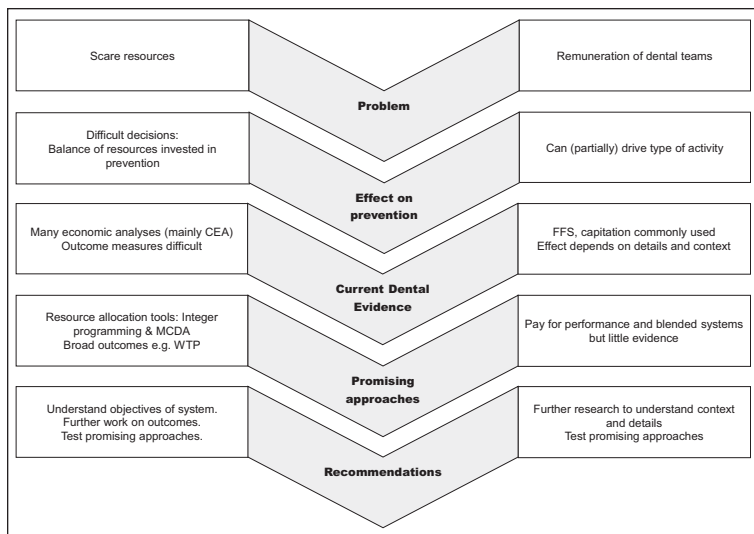 Scare resources
Remuneration of dental teams
Problem
Difficult decisions:
Balance of resources invested in
prevention
Can (partially) drive type of activity
Effect on
prevention
Many economic analyses (mainly CEA)
Outcome measures difficult
FFS, capitation commonly used
Effect depends on details and context
Current Dental
Evidence
Resource allocation tools: Integer
programming & MCDA
Broad outcomes e.g. WTP
Pay for performance and blended systems
but little evidence
Promising
approaches
Understand objectives of system.
Further work on outcomes.
Test promising approaches.
Further research to understand context
and details
Test promising approaches
Recommendations